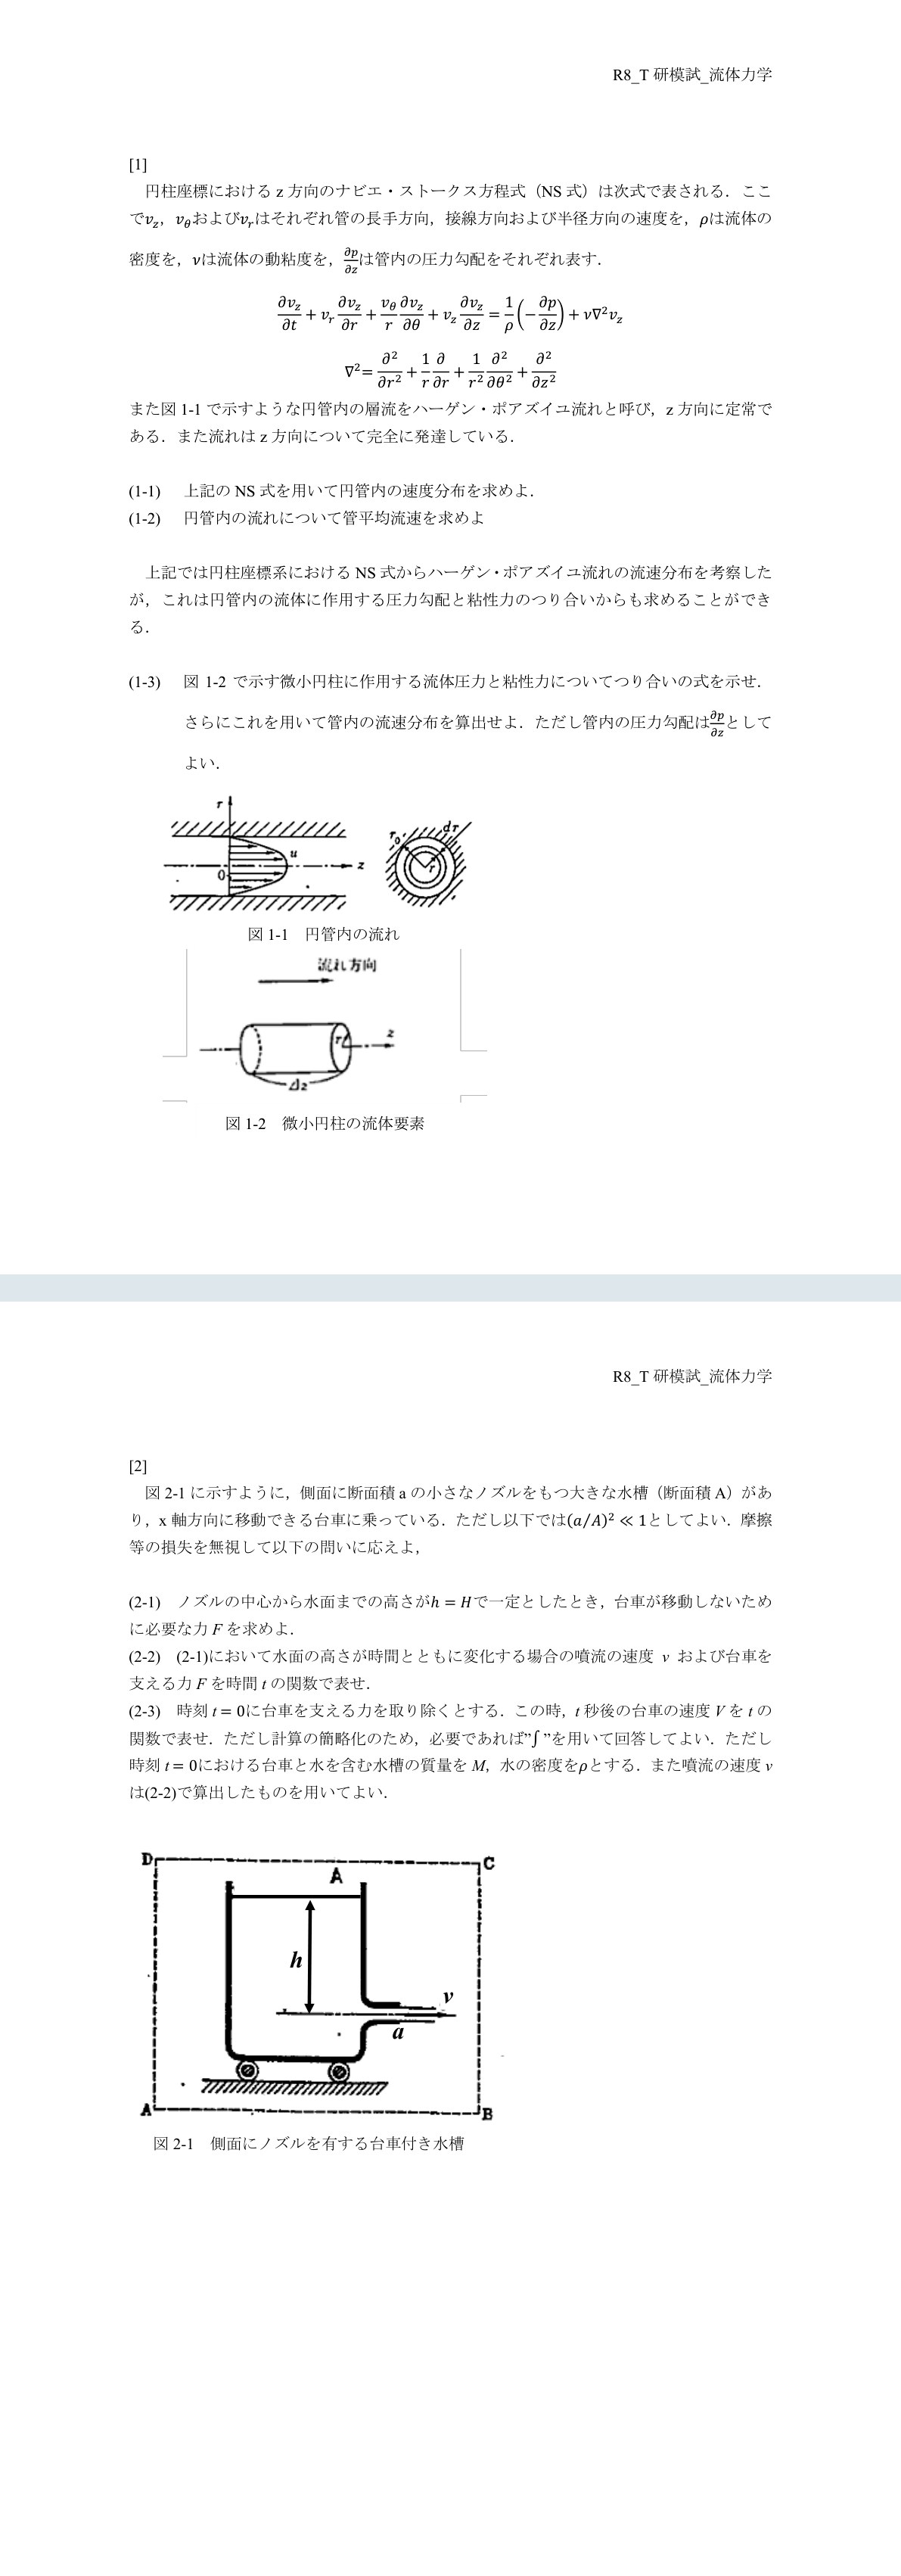 R8_T 研模試_流体力学
[1]
円柱座標における z 方向のナビエ・ストークス方程式（NS 式）は次式で表される．ここ
でv_z，v_θおよびv_rはそれぞれ管の長手方向，接線方向および半径方向の速度を，ρは流体の
密度を，νは流体の動粘度を，∂p/∂zは管内の圧力勾配をそれぞれ表す．
∂v_z/∂t + v_r ∂v_z/∂r + v_θ/r ∂v_z/∂θ + v_z ∂v_z/∂z = 1/ρ (−∂p/∂z) + ν∇²v_z
∇²= ∂²/∂r² + 1/r ∂/∂r + 1/r² ∂²/∂θ² + ∂²/∂z²
また図 1-1 で示すような円管内の層流をハーゲン・ポアズイユ流れと呼び，z 方向に定常で
ある．また流れは z 方向について完全に発達している．
(1-1) 上記の NS 式を用いて円管内の速度分布を求めよ．
(1-2) 円管内の流れについて管平均流速を求めよ
上記では円柱座標系における NS 式からハーゲン・ポアズイユ流れの流速分布を考察した
が，これは円管内の流体に作用する圧力勾配と粘性力のつり合いからも求めることができ
る．
(1-3) 図 1-2 で示す微小円柱に作用する流体圧力と粘性力についてつり合いの式を示せ．
さらにこれを用いて管内の流速分布を算出せよ．ただし管内の圧力勾配は∂p/∂zとして
よい．
r
u
0
z
r₀
dr
r
図 1-1 円管内の流れ
流れ方向
r
z
Δz
図 1-2 微小円柱の流体要素
R8_T 研模試_流体力学
[2]
図 2-1 に示すように，側面に断面積 a の小さなノズルをもつ大きな水槽（断面積 A）があ
り，x 軸方向に移動できる台車に乗っている．ただし以下では(a/A)² ≪ 1としてよい．摩擦
等の損失を無視して以下の問いに応えよ，
(2-1) ノズルの中心から水面までの高さがh = Hで一定としたとき，台車が移動しないため
に必要な力 F を求めよ．
(2-2) (2-1)において水面の高さが時間とともに変化する場合の噴流の速度 v および台車を
支える力 F を時間 t の関数で表せ．
(2-3) 時刻 t = 0に台車を支える力を取り除くとする．この時，t 秒後の台車の速度 V を t の
関数で表せ．ただし計算の簡略化のため，必要であれば”∫ ”を用いて回答してよい．ただし
時刻 t = 0における台車と水を含む水槽の質量を M，水の密度をρとする．また噴流の速度 v
は(2-2)で算出したものを用いてよい．
D
C
A
h
v
a
A
B
図 2-1 側面にノズルを有する台車付き水槽